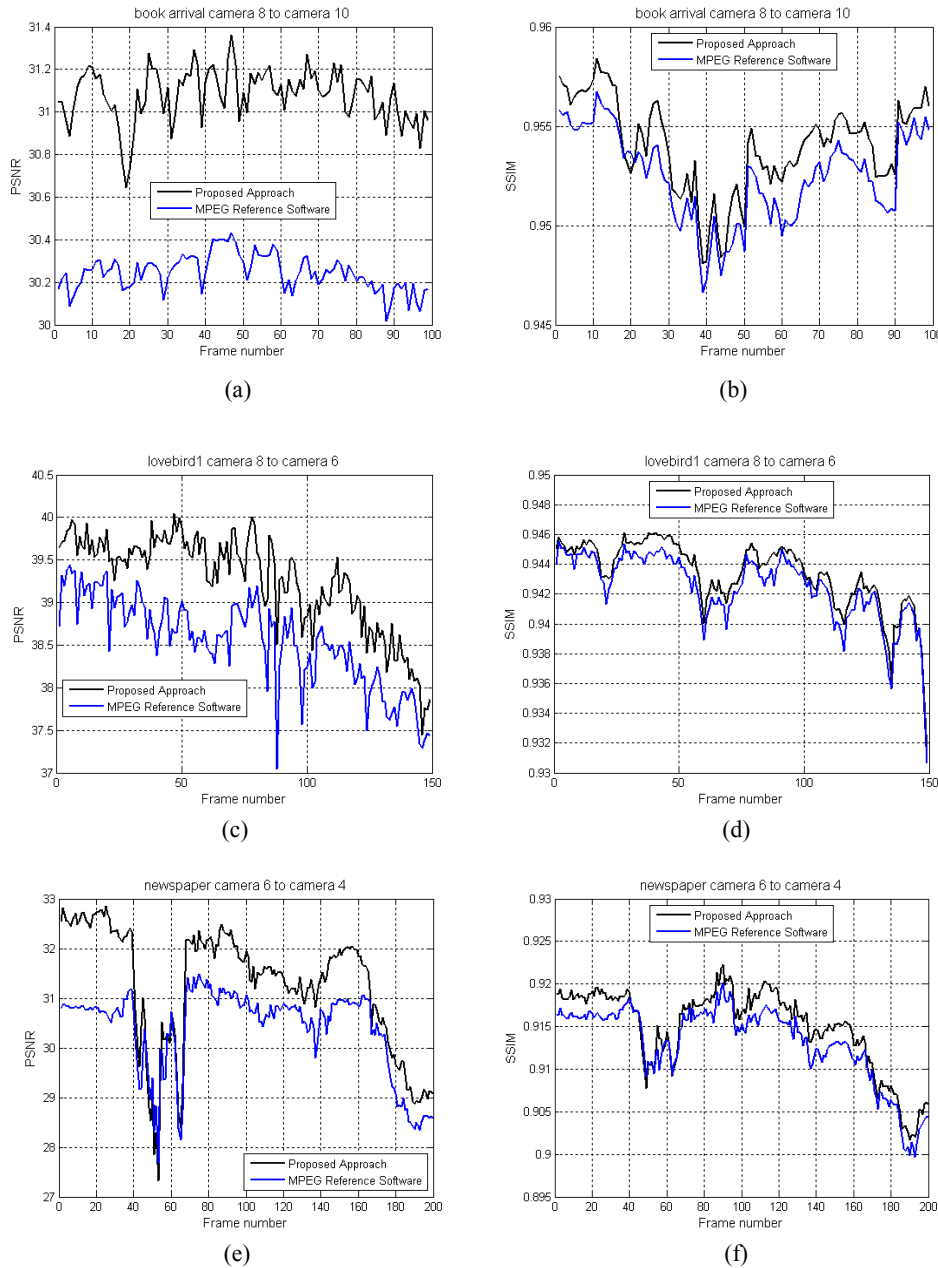 book arrival camera 8 to camera 10
31.4
31.2
31
30.8
30.6
30.4
30.2
30
PSNR
Proposed Approach
MPEG Reference Software
0 10 20 30 40 50 60 70 80 90 100
Frame number
(a)
book arrival camera 8 to camera 10
0.96
0.955
0.95
0.945
SSIM
Proposed Approach
MPEG Reference Software
0 10 20 30 40 50 60 70 80 90 100
Frame number
(b)
lovebird1 camera 8 to camera 6
40.5
40
39.5
39
38.5
38
37.5
37
PSNR
Proposed Approach
MPEG Reference Software
0 50 100 150
Frame number
(c)
lovebird1 camera 8 to camera 6
0.95
0.948
0.946
0.944
0.942
0.94
0.938
0.936
0.934
0.932
0.93
SSIM
Proposed Approach
MPEG Reference Software
0 50 100 150
Frame number
(d)
newspaper camera 6 to camera 4
33
32
31
30
29
28
27
PSNR
Proposed Approach
MPEG Reference Software
0 20 40 60 80 100 120 140 160 180 200
Frame number
(e)
newspaper camera 6 to camera 4
0.93
0.925
0.92
0.915
0.91
0.905
0.9
0.895
SSIM
Proposed Approach
MPEG Reference Software
0 20 40 60 80 100 120 140 160 180 200
Frame number
(f)